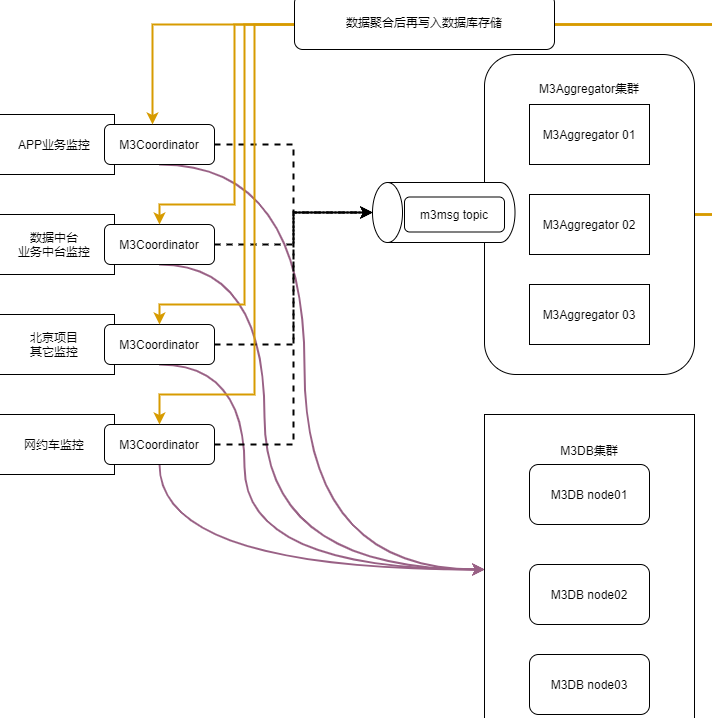 数据聚合后再写入数据库存储
M3Aggregator集群
M3Aggregator 01
APP业务监控
M3Coordinator
m3msg topic
M3Aggregator 02
数据中台
业务中台监控
M3Coordinator
M3Aggregator 03
北京项目
其它监控
M3Coordinator
网约车监控
M3Coordinator
M3DB集群
M3DB node01
M3DB node02
M3DB node03